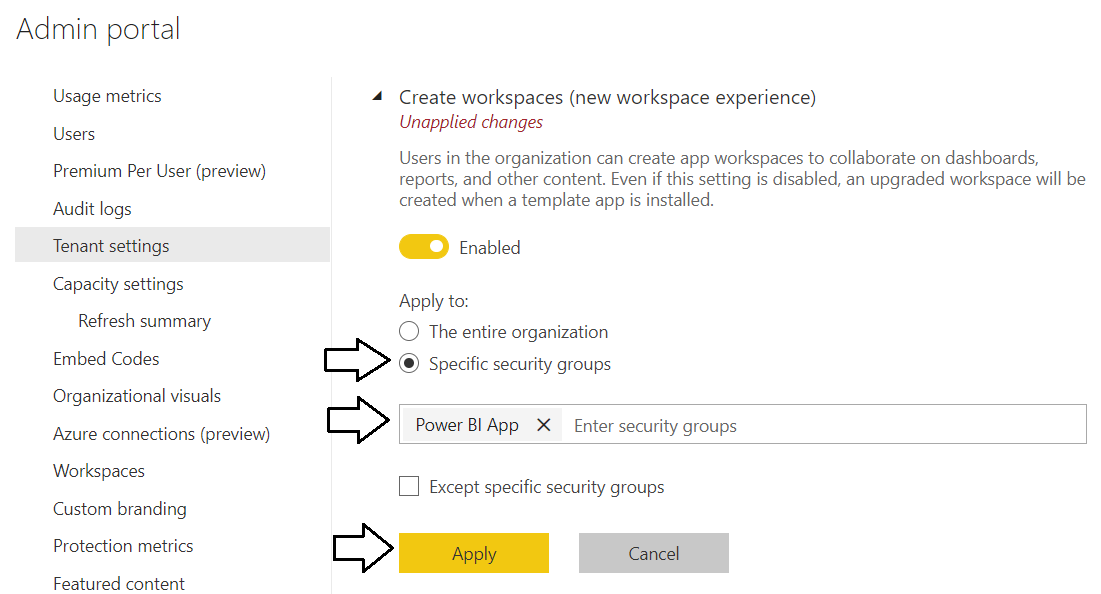 Admin portal
Usage metrics
Users
Premium Per User (preview)
Audit logs
Tenant settings
Capacity settings
Refresh summary
Embed Codes
Organizational visuals
Azure connections (preview)
Workspaces
Custom branding
Protection metrics
Featured content
Create workspaces (new workspace experience)
Unapplied changes
Users in the organization can create app workspaces to collaborate on dashboards,
reports, and other content. Even if this setting is disabled, an upgraded workspace will be
created when a template app is installed.
Enabled
Apply to:
The entire organization
Specific security groups
Power BI App Enter security groups
Except specific security groups
Apply Cancel